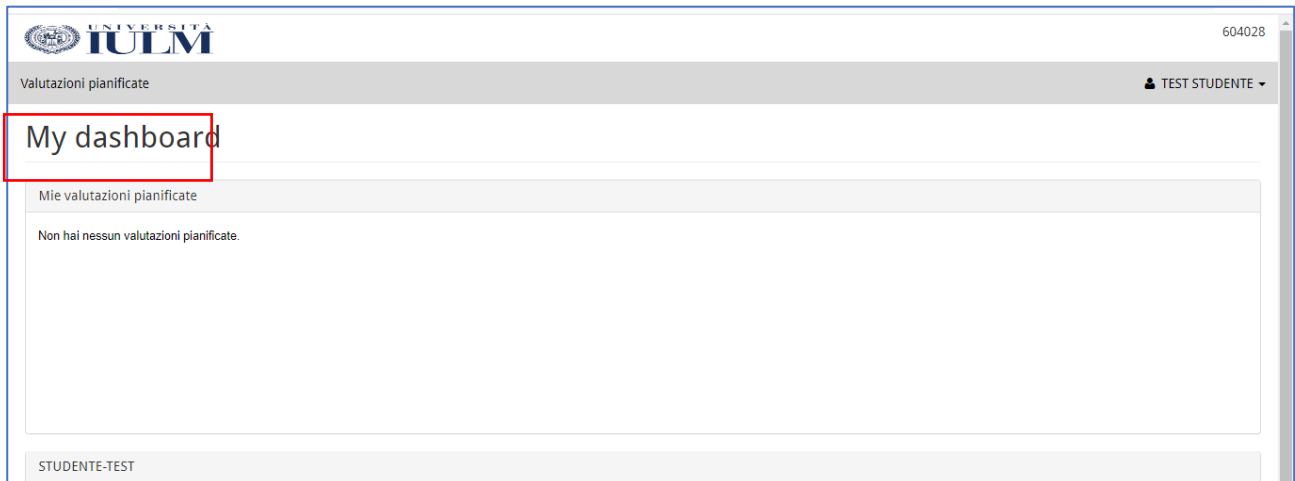 UNIVERSITÀ
IULM
604028
Valutazioni pianificate
TEST STUDENTE
My dashboard
Mie valutazioni pianificate
Non hai nessun valutazioni pianificate.
STUDENTE-TEST